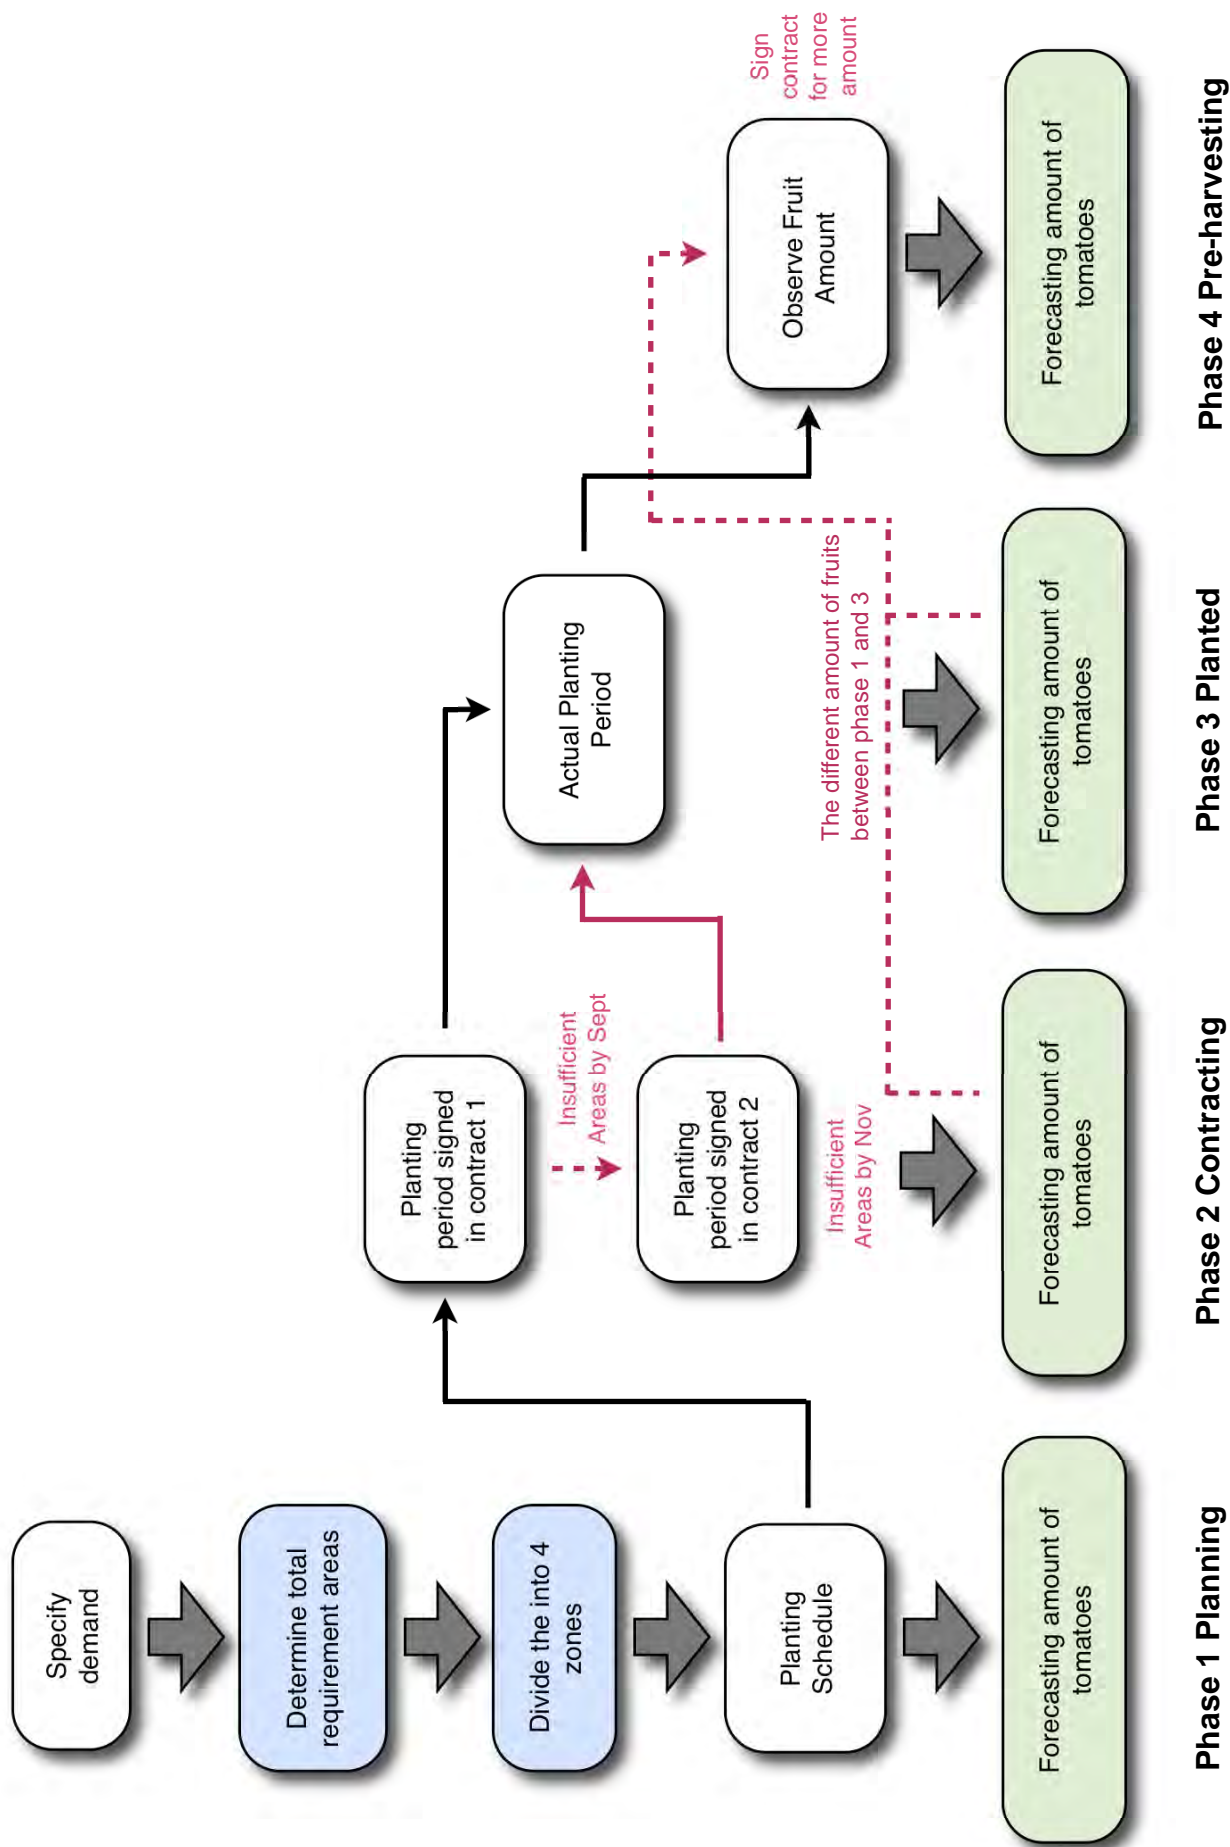 Specify
demand
Determine total
requirement areas
Divide the into 4
zones
Planting
Schedule
Forecasting amount of
tomatoes
Phase 1 Planning
Planting
period signed
in contract 1
Insufficient
Areas by Sept
Planting
period signed
in contract 2
Insufficient
Areas by Nov
Forecasting amount of
tomatoes
Phase 2 Contracting
Actual Planting
Period
The different amount of fruits
between phase 1 and 3
Forecasting amount of
tomatoes
Phase 3 Planted
Sign
contract
for more
amount
Observe Fruit
Amount
Forecasting amount of
tomatoes
Phase 4 Pre-harvesting